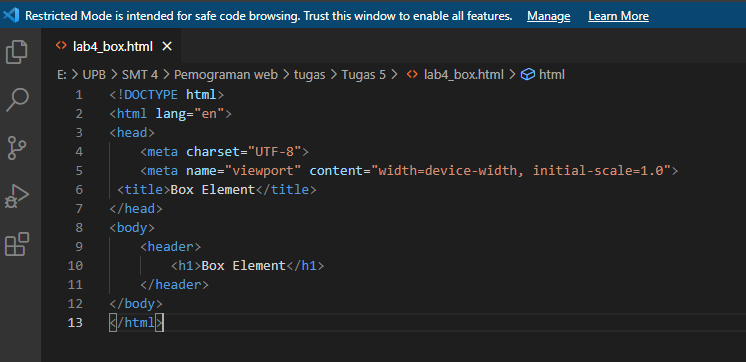 Restricted Mode is intended for safe code browsing. Trust this window to enable all features. Manage Learn More
lab4_box.html
E: > UPB > SMT 4 > Pemograman web > tugas > Tugas 5 > lab4_box.html > html
1 <!DOCTYPE html>
2 <html lang="en">
3 <head>
4 <meta charset="UTF-8">
5 <meta name="viewport" content="width=device-width, initial-scale=1.0">
6 <title>Box Element</title>
7 </head>
8 <body>
9 <header>
10 <h1>Box Element</h1>
11 </header>
12 </body>
13 </html>